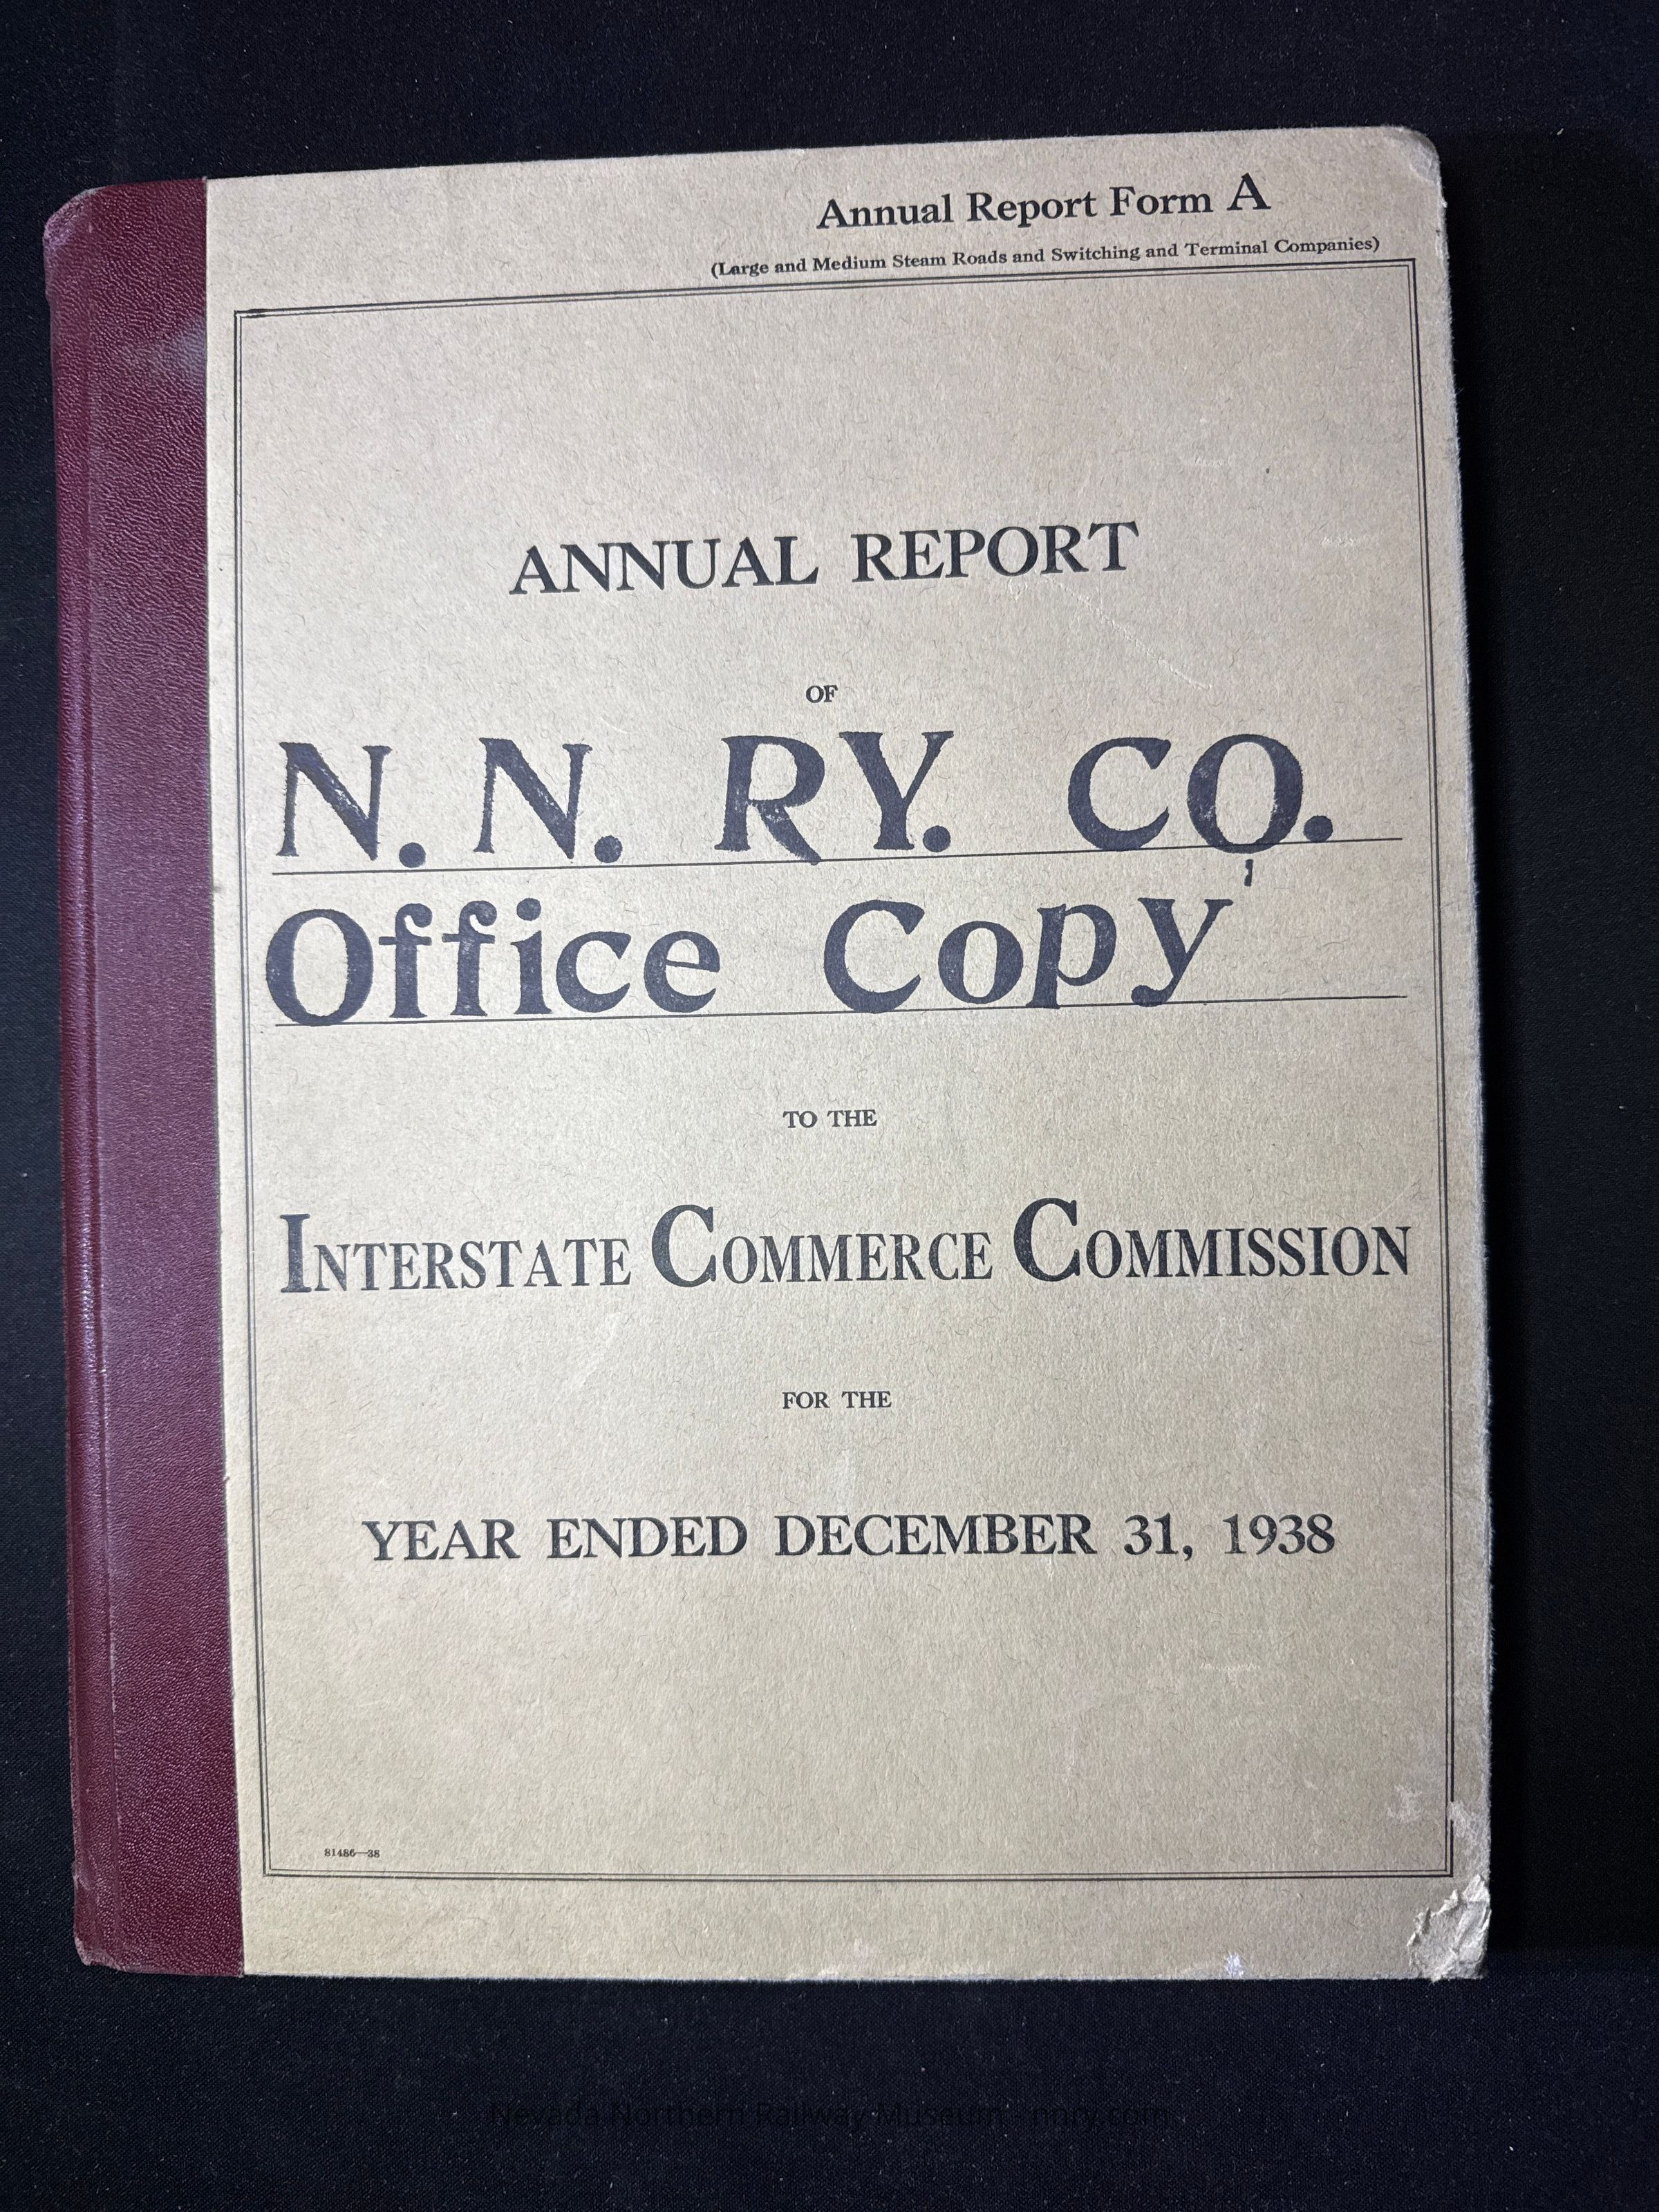 Annual Report Form A
(Large and Medium Steam Roads and Switching and Terminal Companies)
ANNUAL REPORT
OF
N. N. RY. CO.
Office Copy
TO THE
INTERSTATE COMMERCE COMMISSION
FOR THE
YEAR ENDED DECEMBER 31, 1938
81486—38
Nevada Northern Railway Museum - nnry.com